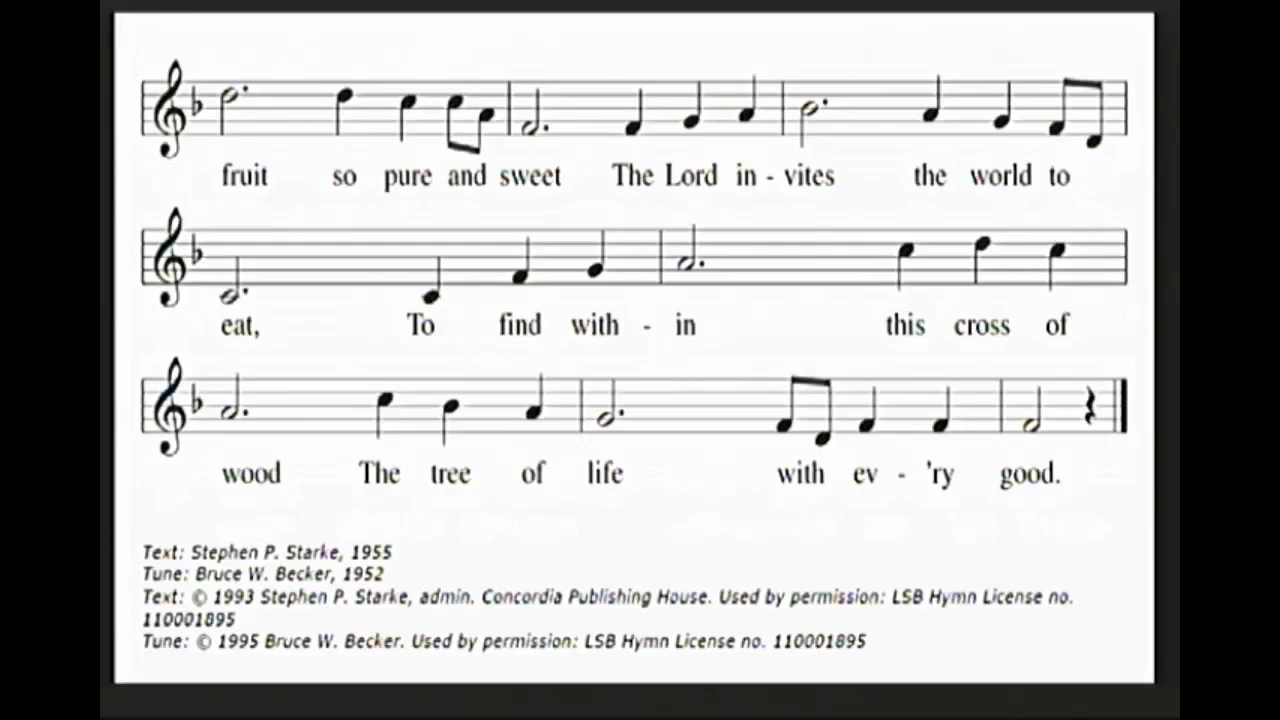 fruit so pure and sweet The Lord in - vites the world to
eat, To find with - in this cross of
wood The tree of life with ev - 'ry good.
Text: Stephen P. Starke, 1955
Tune: Bruce W. Becker, 1952
Text: © 1993 Stephen P. Starke, admin. Concordia Publishing House. Used by permission: LSB Hymn License no.
110001895
Tune: © 1995 Bruce W. Becker. Used by permission: LSB Hymn License no. 110001895